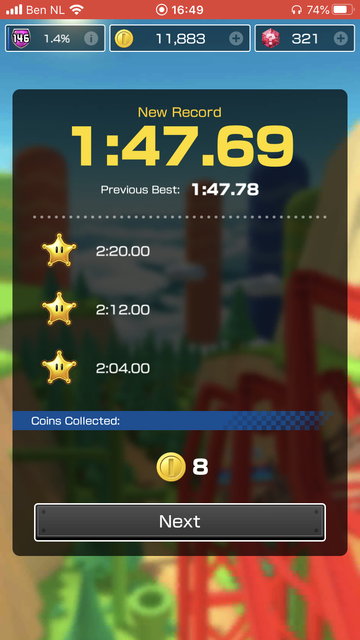 Ben NL 16:49 74%
146 1.4% i 11,883 + 321 +
New Record
1:47.69
Previous Best: 1:47.78
2:20.00
2:12.00
2:04.00
Coins Collected:
8
Next